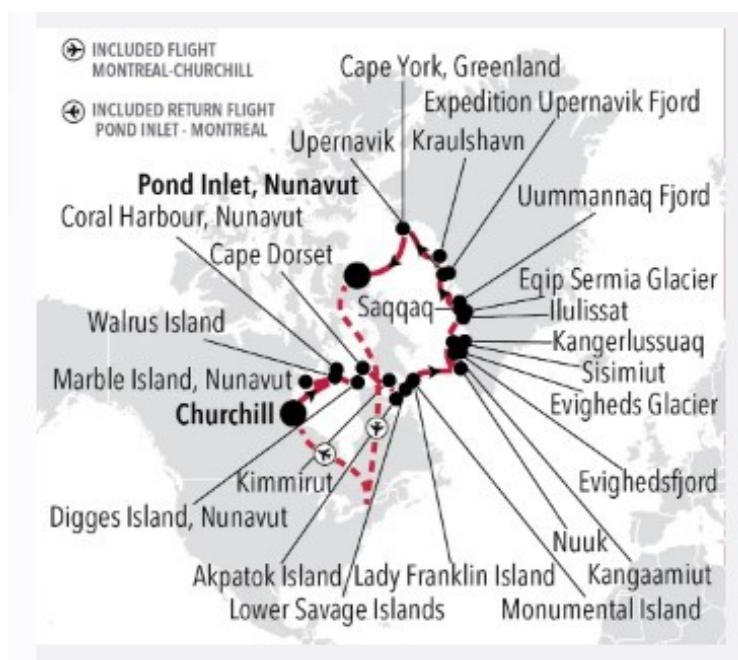 INCLUDED FLIGHT
MONTREAL-CHURCHILL
INCLUDED RETURN FLIGHT
POND INLET - MONTREAL
Cape York, Greenland
Expedition Upernavik Fjord
Upernavik
Kraulshavn
Pond Inlet, Nunavut
Uummannaq Fjord
Coral Harbour, Nunavut
Cape Dorset
Eqip Sermia Glacier
Saqqaq
Ilulissat
Walrus Island
Kangerlussuaq
Sisimiut
Marble Island, Nunavut
Evigheds Glacier
Churchill
Kimmirut
Evighedsfjord
Digges Island, Nunavut
Nuuk
Akpatok Island
Lady Franklin Island
Kangaamiut
Lower Savage Islands
Monumental Island